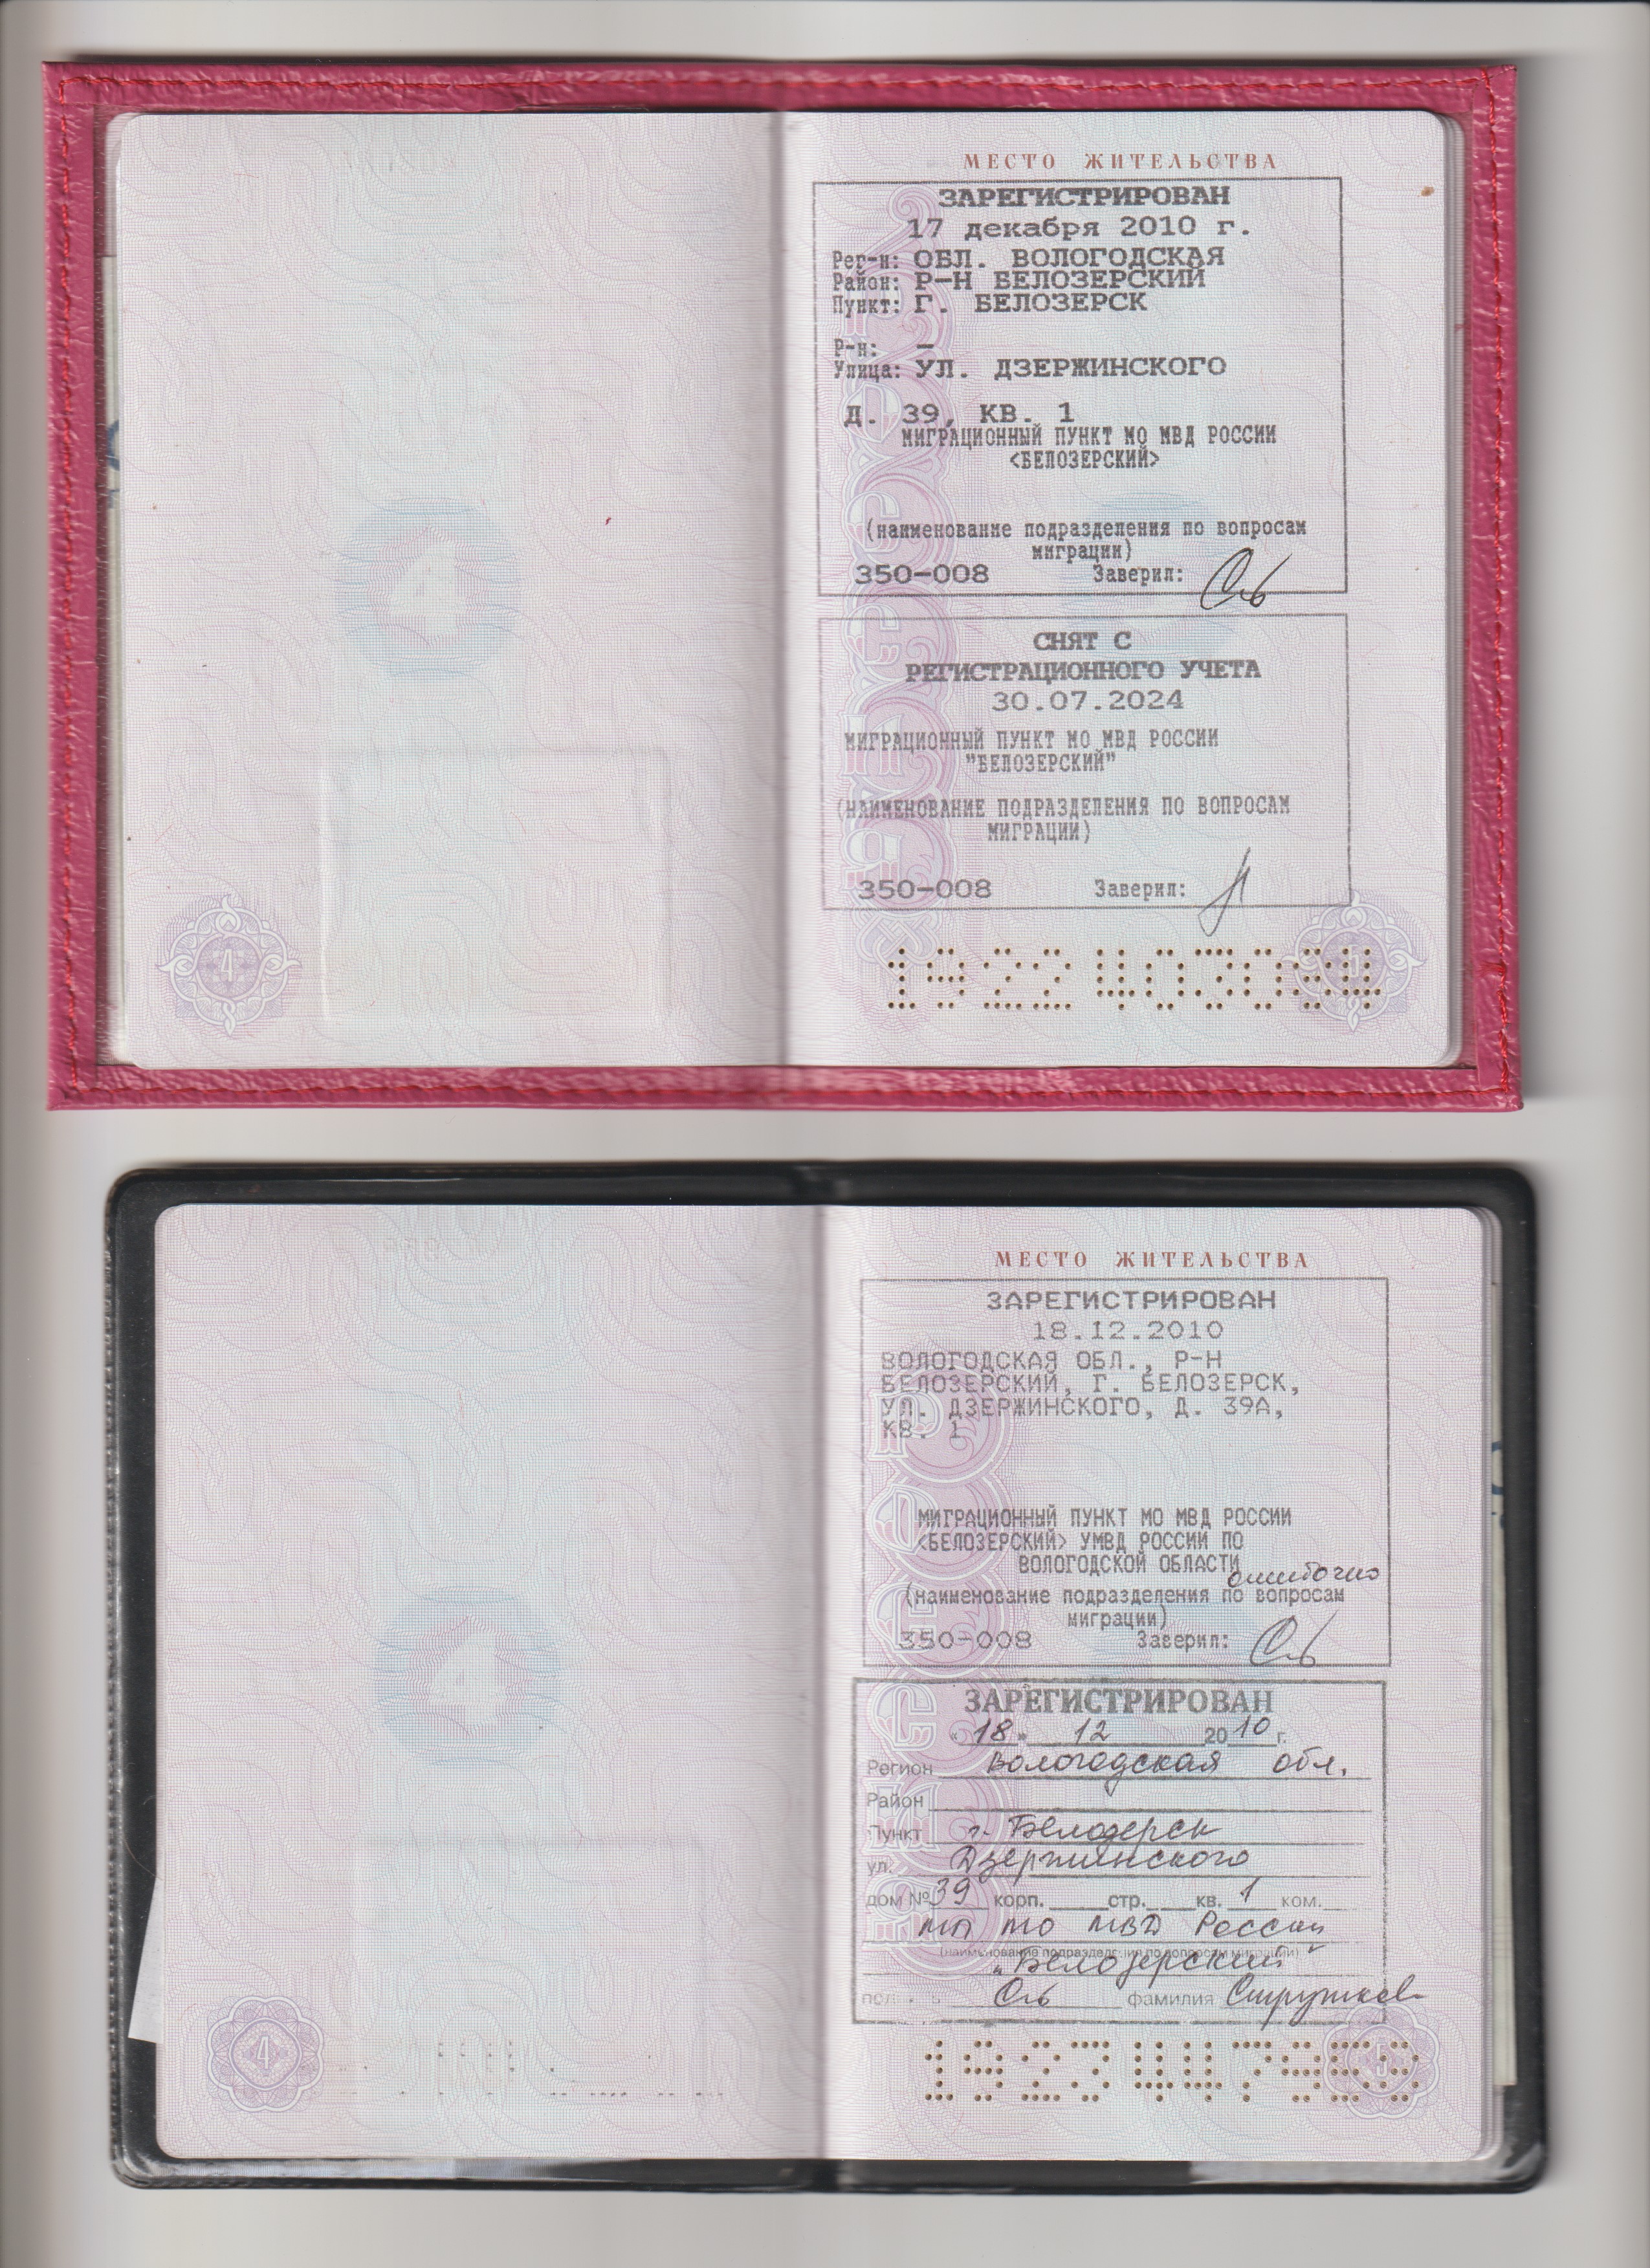 МЕСТО ЖИТЕЛЬСТВА
ЗАРЕГИСТРИРОВАН
17 декабря 2010 г.
Рег-н: ОБЛ. ВОЛОГОДСКАЯ
Район: Р-Н БЕЛОЗЕРСКИЙ
Пункт: Г. БЕЛОЗЕРСК
Р-н: –
Улица: УЛ. ДЗЕРЖИНСКОГО
Д. 39, КВ. 1
МИГРАЦИОННЫЙ ПУНКТ МО МВД РОССИИ
<БЕЛОЗЕРСКИЙ>
(наименование подразделения по вопросам
миграции)
350-008 Заверил:
СНЯТ С
РЕГИСТРАЦИОННОГО УЧЕТА
30.07.2024
МИГРАЦИОННЫЙ ПУНКТ МО МВД РОССИИ
"БЕЛОЗЕРСКИЙ"
(НАИМЕНОВАНИЕ ПОДРАЗДЕЛЕНИЯ ПО ВОПРОСАМ
МИГРАЦИИ)
350-008 Заверил:
4
4
1922403094
МЕСТО ЖИТЕЛЬСТВА
ЗАРЕГИСТРИРОВАН
18.12.2010
ВОЛОГОДСКАЯ ОБЛ., Р-Н
БЕЛОЗЕРСКИЙ, Г. БЕЛОЗЕРСК,
УЛ. ДЗЕРЖИНСКОГО, Д. 39А,
КВ. 1
МИГРАЦИОННЫЙ ПУНКТ МО МВД РОССИИ
<БЕЛОЗЕРСКИЙ> УМВД РОССИИ ПО
ВОЛОГОДСКОЙ ОБЛАСТИ
ошибочно
(наименование подразделения по вопросам
миграции)
350-008 Заверил:
ЗАРЕГИСТРИРОВАН
« 18 » 12 2010 г.
Регион Вологодская обл.
Район
Пункт г. Белозерск
ул. Дзержинского
дом № 39 корп. стр. кв. 1 ком.
МП МО МВД России
(наименование подразделения по вопросам миграции)
"Белозерский"
фамилия
4
4
5